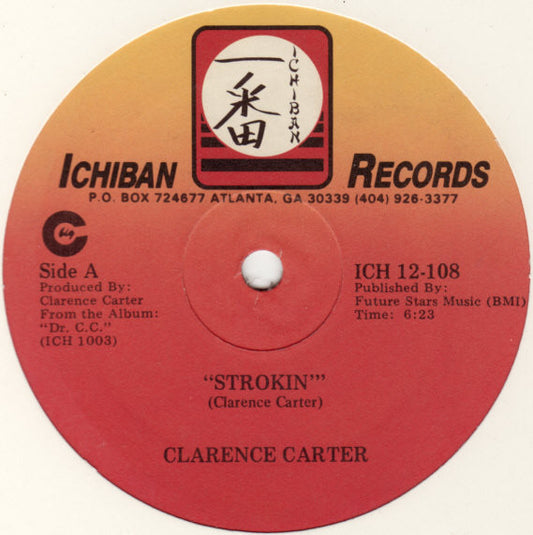 一番
ICHIBAN
ICHIBAN RECORDS
P.O. BOX 724677 ATLANTA, GA 30339 (404) 926-3377
Side A
Produced By:
Clarence Carter
From the Album:
"Dr. C.C."
(ICH 1003)
ICH 12-108
Published By:
Future Stars Music (BMI)
Time: 6:23
"STROKIN'"
(Clarence Carter)
CLARENCE CARTER